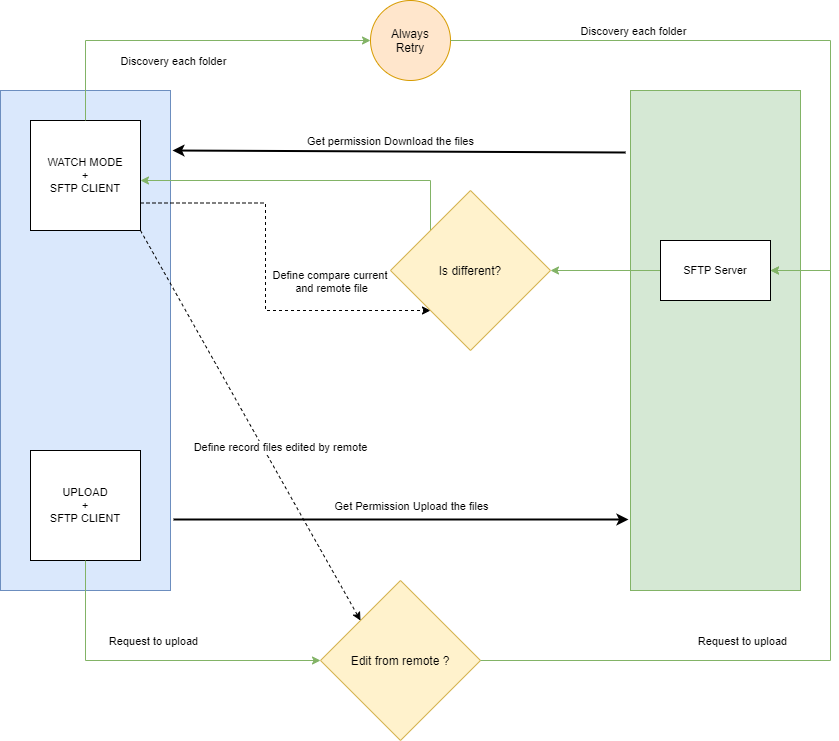 Always
Retry
Discovery each folder
Discovery each folder
Get permission Download the files
WATCH MODE
+
SFTP CLIENT
Is different?
SFTP Server
Define compare current
and remote file
Define record files edited by remote
UPLOAD
+
SFTP CLIENT
Get Permission Upload the files
Request to upload
Edit from remote ?
Request to upload